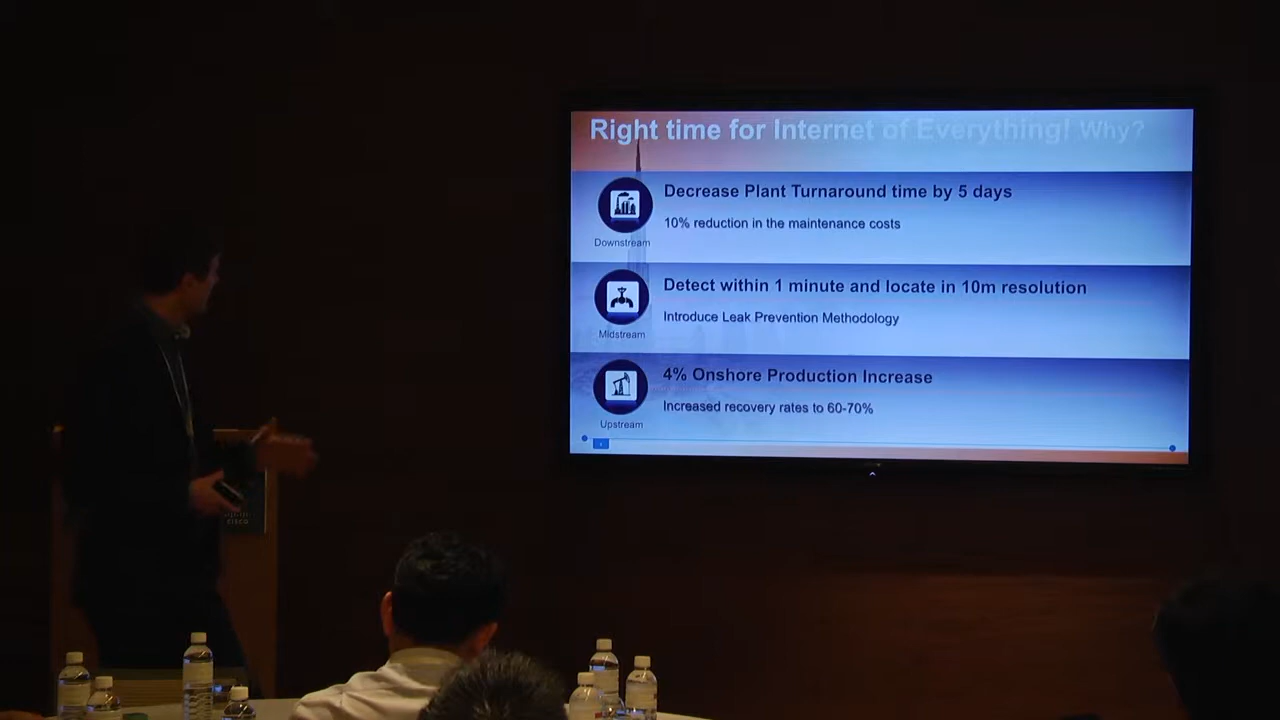 Right time for Internet of Everything! Why?
Decrease Plant Turnaround time by 5 days
10% reduction in the maintenance costs
Downstream
Detect within 1 minute and locate in 10m resolution
Introduce Leak Prevention Methodology
Midstream
4% Onshore Production Increase
Increased recovery rates to 60-70%
Upstream
CISCO